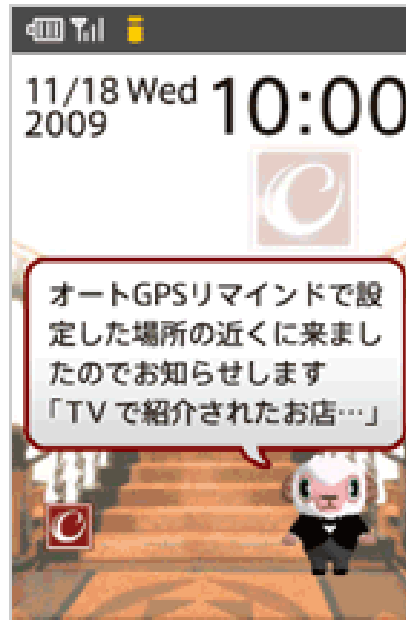 11/18 Wed 10:00
2009
オートGPSリマインドで設
定した場所の近くに来まし
たのでお知らせします
「TVで紹介されたお店…」